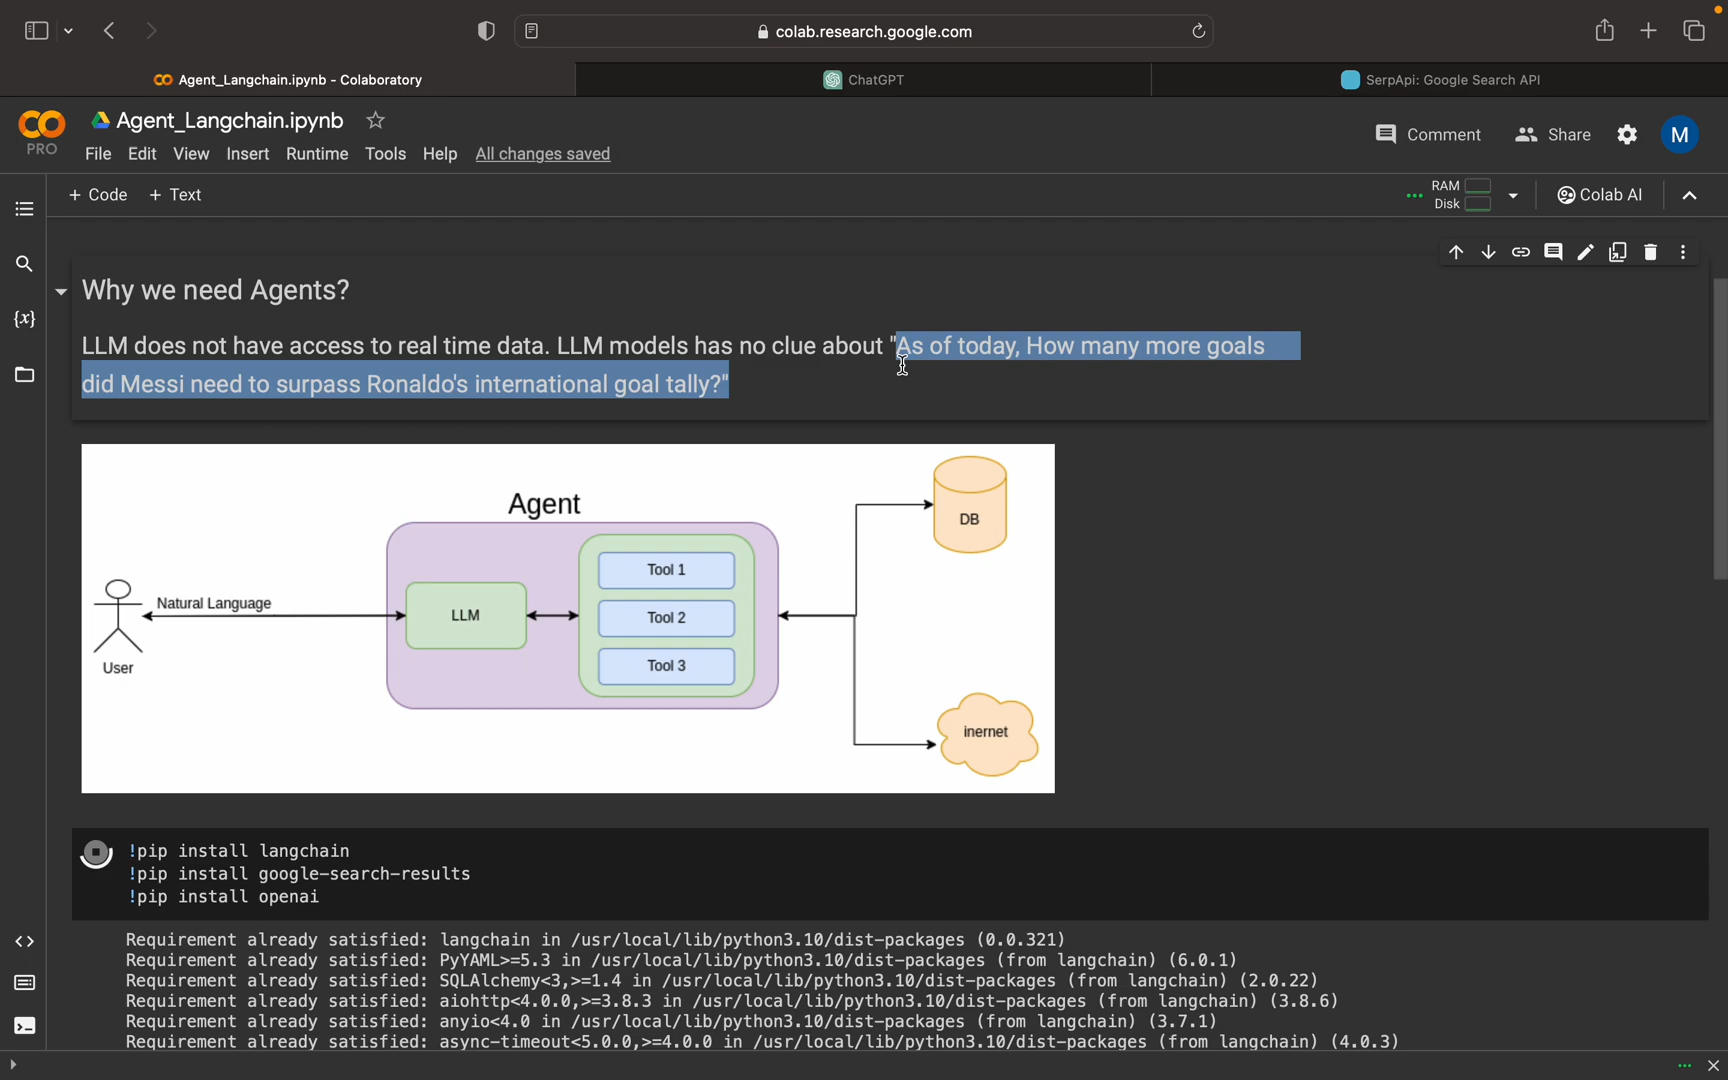 colab.research.google.com
Agent_Langchain.ipynb - Colaboratory
ChatGPT
SerpApi: Google Search API
PRO
Agent_Langchain.ipynb
Comment
Share
M
File Edit View Insert Runtime Tools Help All changes saved
+ Code + Text
RAM
Disk
Colab AI
Why we need Agents?
LLM does not have access to real time data. LLM models has no clue about "As of today, How many more goals
did Messi need to surpass Ronaldo's international goal tally?"
{x}
Agent
DB
Tool 1
Natural Language
LLM
Tool 2
User
Tool 3
inernet
!pip install langchain
!pip install google-search-results
!pip install openai
Requirement already satisfied: langchain in /usr/local/lib/python3.10/dist-packages (0.0.321)
Requirement already satisfied: PyYAML>=5.3 in /usr/local/lib/python3.10/dist-packages (from langchain) (6.0.1)
Requirement already satisfied: SQLAlchemy<3,>=1.4 in /usr/local/lib/python3.10/dist-packages (from langchain) (2.0.22)
Requirement already satisfied: aiohttp<4.0.0,>=3.8.3 in /usr/local/lib/python3.10/dist-packages (from langchain) (3.8.6)
Requirement already satisfied: anyio<4.0 in /usr/local/lib/python3.10/dist-packages (from langchain) (3.7.1)
Requirement already satisfied: async-timeout<5.0.0,>=4.0.0 in /usr/local/lib/python3.10/dist-packages (from langchain) (4.0.3)